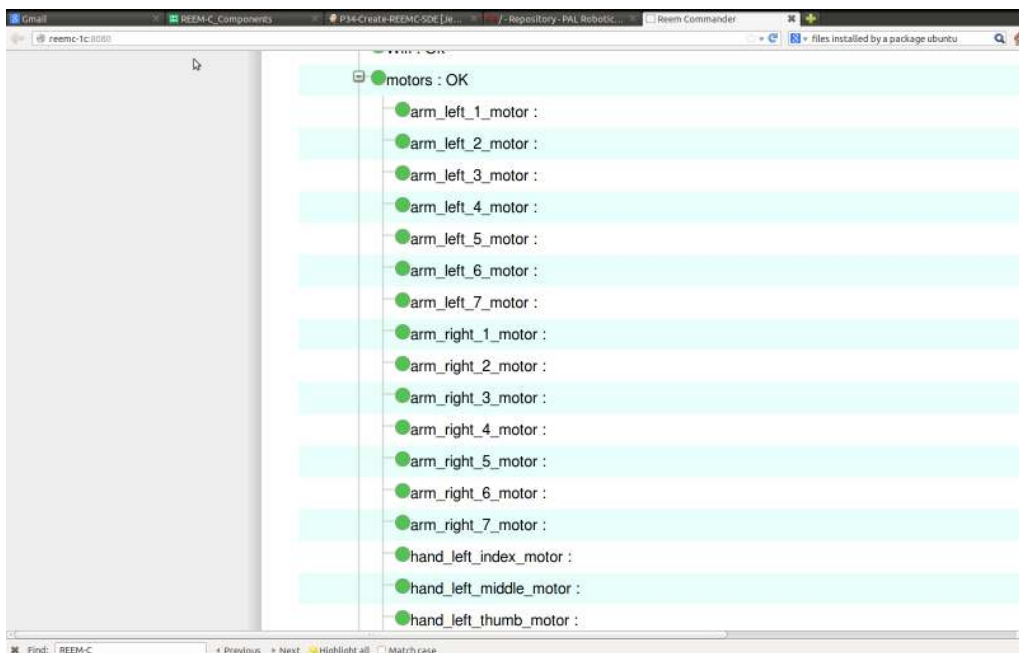 Gmail REEM-C_Components P34-Create-REEMC-SDE [Je... /-Repository-PAL Robotic... Reem Commander
reemc-1c:8080 files installed by a package ubuntu
motors : OK
arm_left_1_motor :
arm_left_2_motor :
arm_left_3_motor :
arm_left_4_motor :
arm_left_5_motor :
arm_left_6_motor :
arm_left_7_motor :
arm_right_1_motor :
arm_right_2_motor :
arm_right_3_motor :
arm_right_4_motor :
arm_right_5_motor :
arm_right_6_motor :
arm_right_7_motor :
hand_left_index_motor :
hand_left_middle_motor :
hand_left_thumb_motor :
Find: REEM-C Previous Next Highlight all Match case